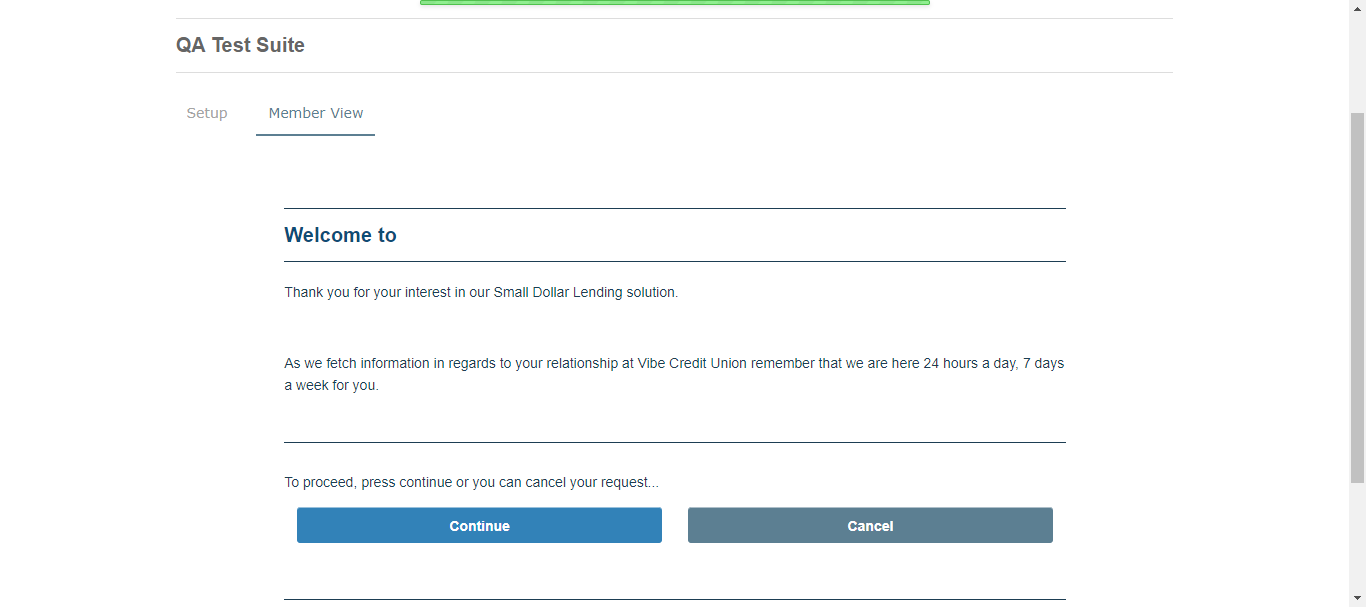 QA Test Suite
Setup
Member View
Welcome to
Thank you for your interest in our Small Dollar Lending solution.
As we fetch information in regards to your relationship at Vibe Credit Union remember that we are here 24 hours a day, 7 days
a week for you.
To proceed, press continue or you can cancel your request...
Continue
Cancel